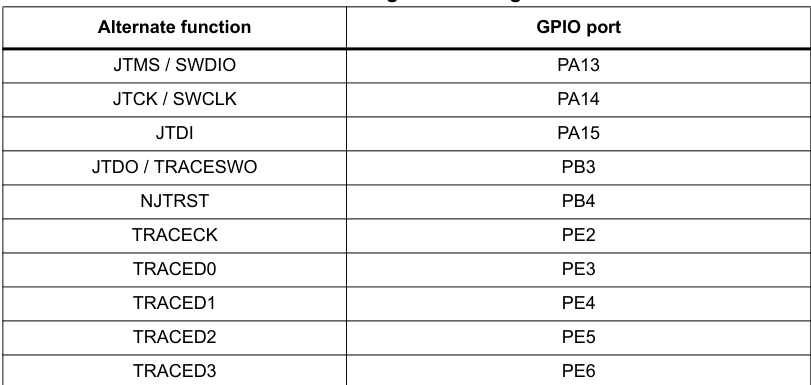 Alternate function GPIO port
JTMS / SWDIO PA13
JTCK / SWCLK PA14
JTDI PA15
JTDO / TRACESWO PB3
NJTRST PB4
TRACECK PE2
TRACED0 PE3
TRACED1 PE4
TRACED2 PE5
TRACED3 PE6